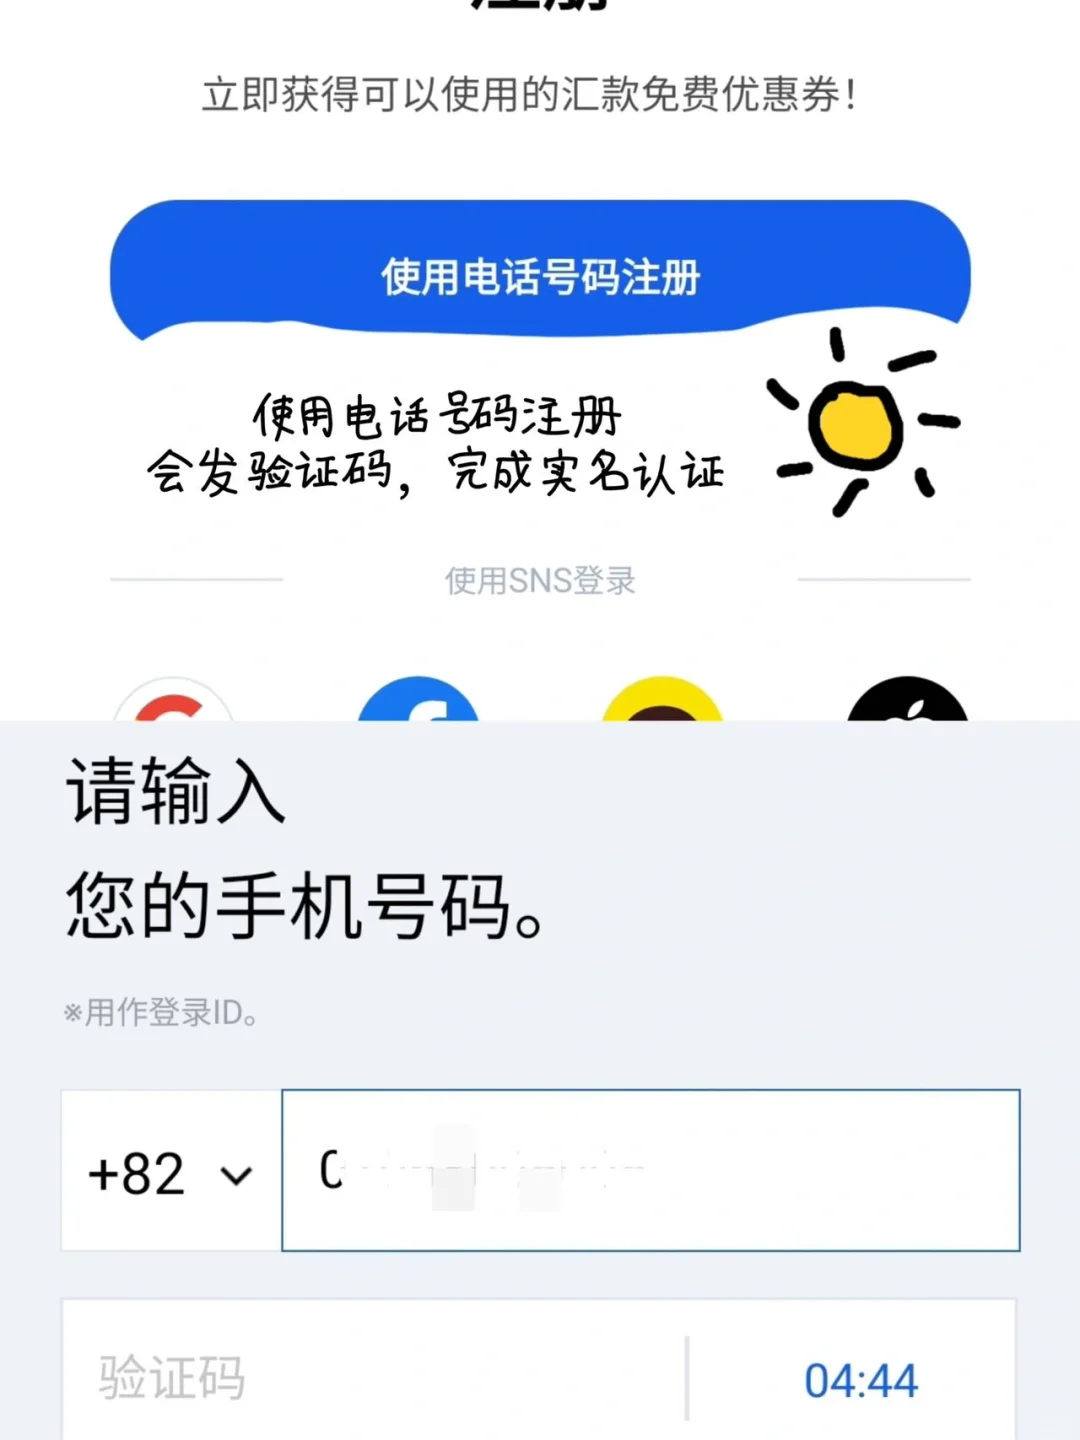 注册
立即获得可以使用的汇款免费优惠券！
使用电话号码注册
使用电话号码注册
会发验证码，完成实名认证
使用SNS登录
请输入
您的手机号码。
※用作登录ID。
+82
0
验证码
04:44